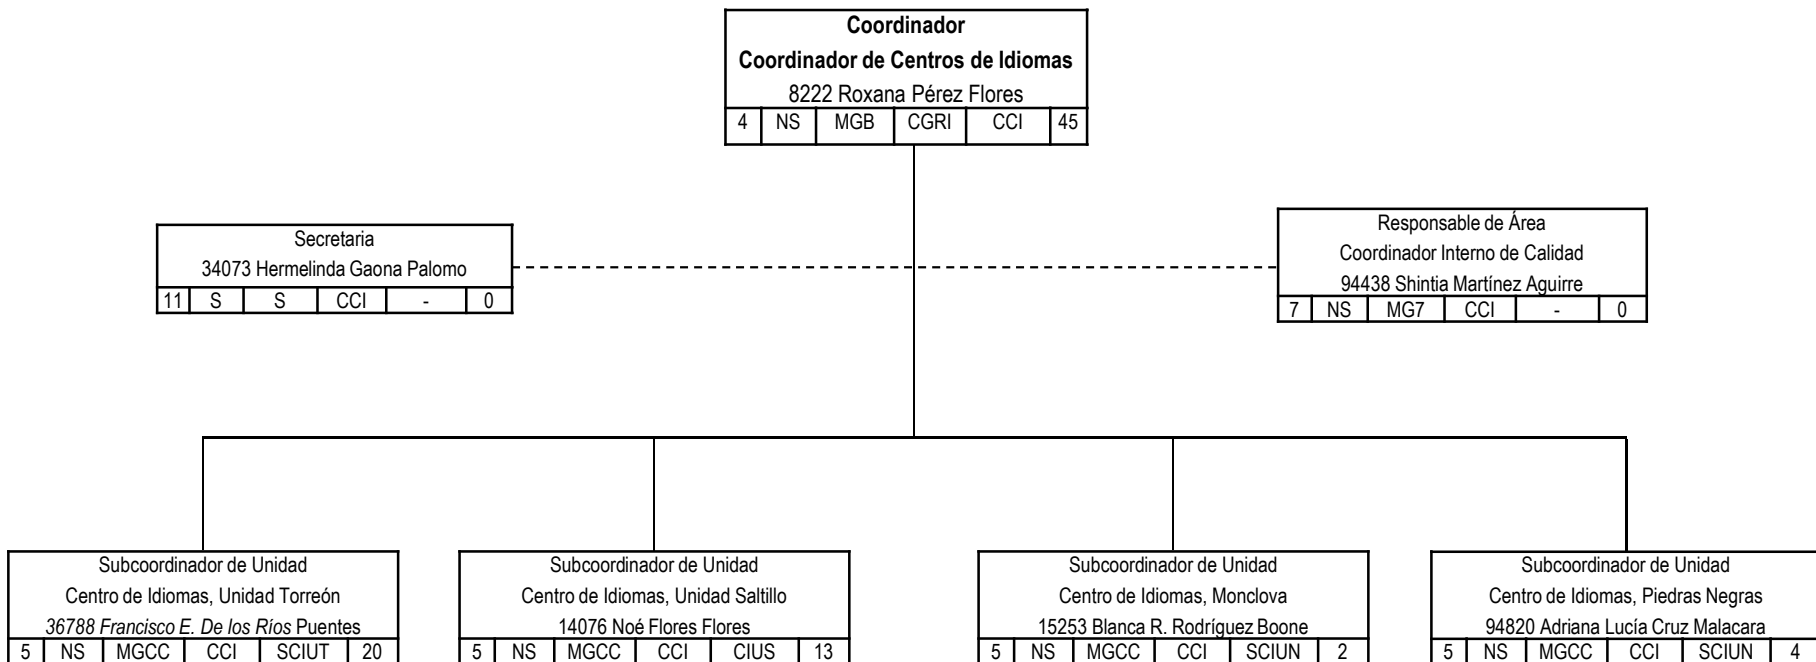 Coordinador
Coordinador de Centros de Idiomas
8222 Roxana Pérez Flores
4 NS MGB CGRI CCI 45
Secretaria
34073 Hermelinda Gaona Palomo
11 S S CCI - 0
Responsable de Área
Coordinador Interno de Calidad
94438 Shintia Martínez Aguirre
7 NS MG7 CCI - 0
Subcoordinador de Unidad
Centro de Idiomas, Unidad Torreón
36788 Francisco E. De los Ríos Puentes
5 NS MGCC CCI SCIUT 20
Subcoordinador de Unidad
Centro de Idiomas, Unidad Saltillo
14076 Noé Flores Flores
5 NS MGCC CCI CIUS 13
Subcoordinador de Unidad
Centro de Idiomas, Monclova
15253 Blanca R. Rodríguez Boone
5 NS MGCC CCI SCIUN 2
Subcoordinador de Unidad
Centro de Idiomas, Piedras Negras
94820 Adriana Lucía Cruz Malacara
5 NS MGCC CCI SCIUN 4